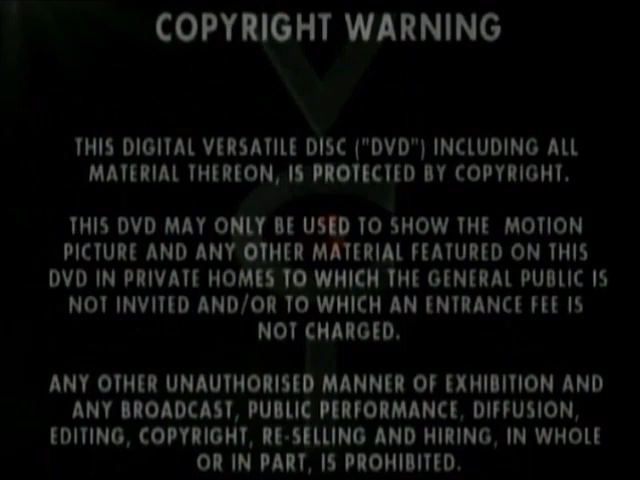 COPYRIGHT WARNING
THIS DIGITAL VERSATILE DISC ("DVD") INCLUDING ALL
MATERIAL THEREON, IS PROTECTED BY COPYRIGHT.
THIS DVD MAY ONLY BE USED TO SHOW THE MOTION
PICTURE AND ANY OTHER MATERIAL FEATURED ON THIS
DVD IN PRIVATE HOMES TO WHICH THE GENERAL PUBLIC IS
NOT INVITED AND/OR TO WHICH AN ENTRANCE FEE IS
NOT CHARGED.
ANY OTHER UNAUTHORISED MANNER OF EXHIBITION AND
ANY BROADCAST, PUBLIC PERFORMANCE, DIFFUSION,
EDITING, COPYRIGHT, RE-SELLING AND HIRING, IN WHOLE
OR IN PART, IS PROHIBITED.